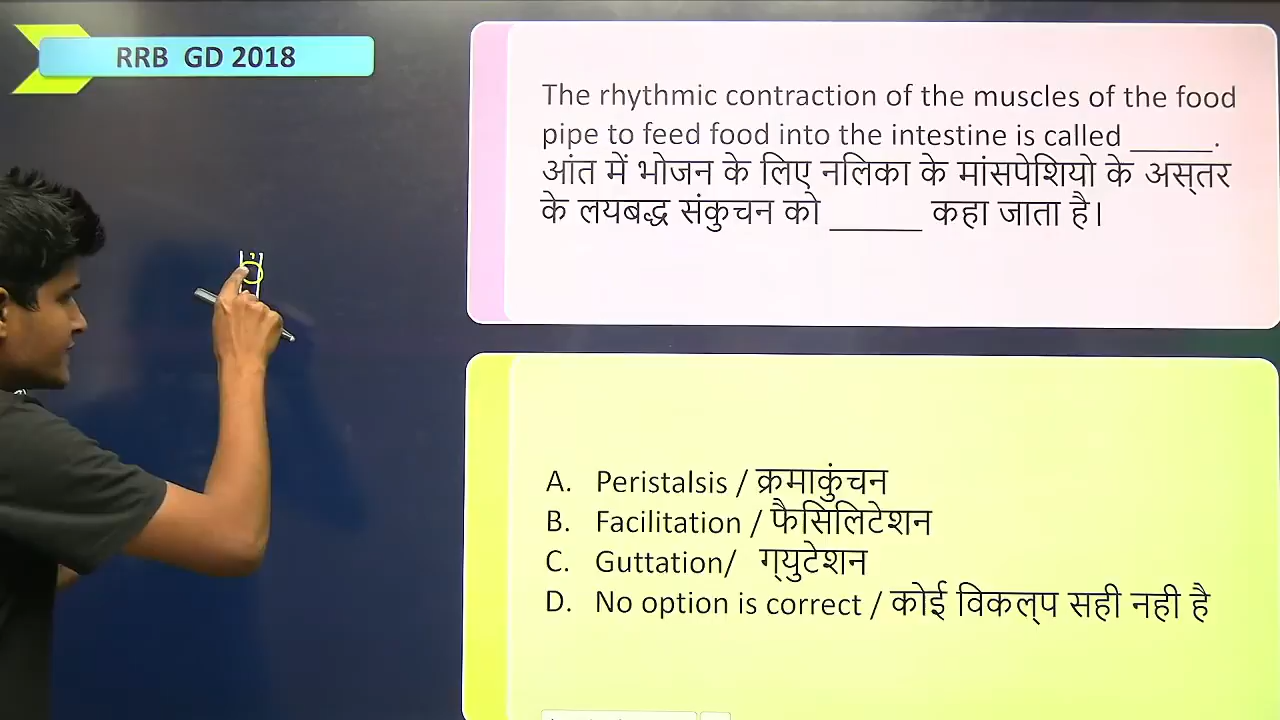 RRB GD 2018
The rhythmic contraction of the muscles of the food
pipe to feed food into the intestine is called _____.
आंत में भोजन के लिए नलिका के मांसपेशियो के अस्‌तर
के लयबद्ध संकुचन को ______ कहा जाता है।
A. Peristalsis / क्रमाकुंचन
B. Facilitation / फैसिलिटेशन
C. Guttation/ ग्‌युटेशन
D. No option is correct / कोई विकल्‌प सही नही है